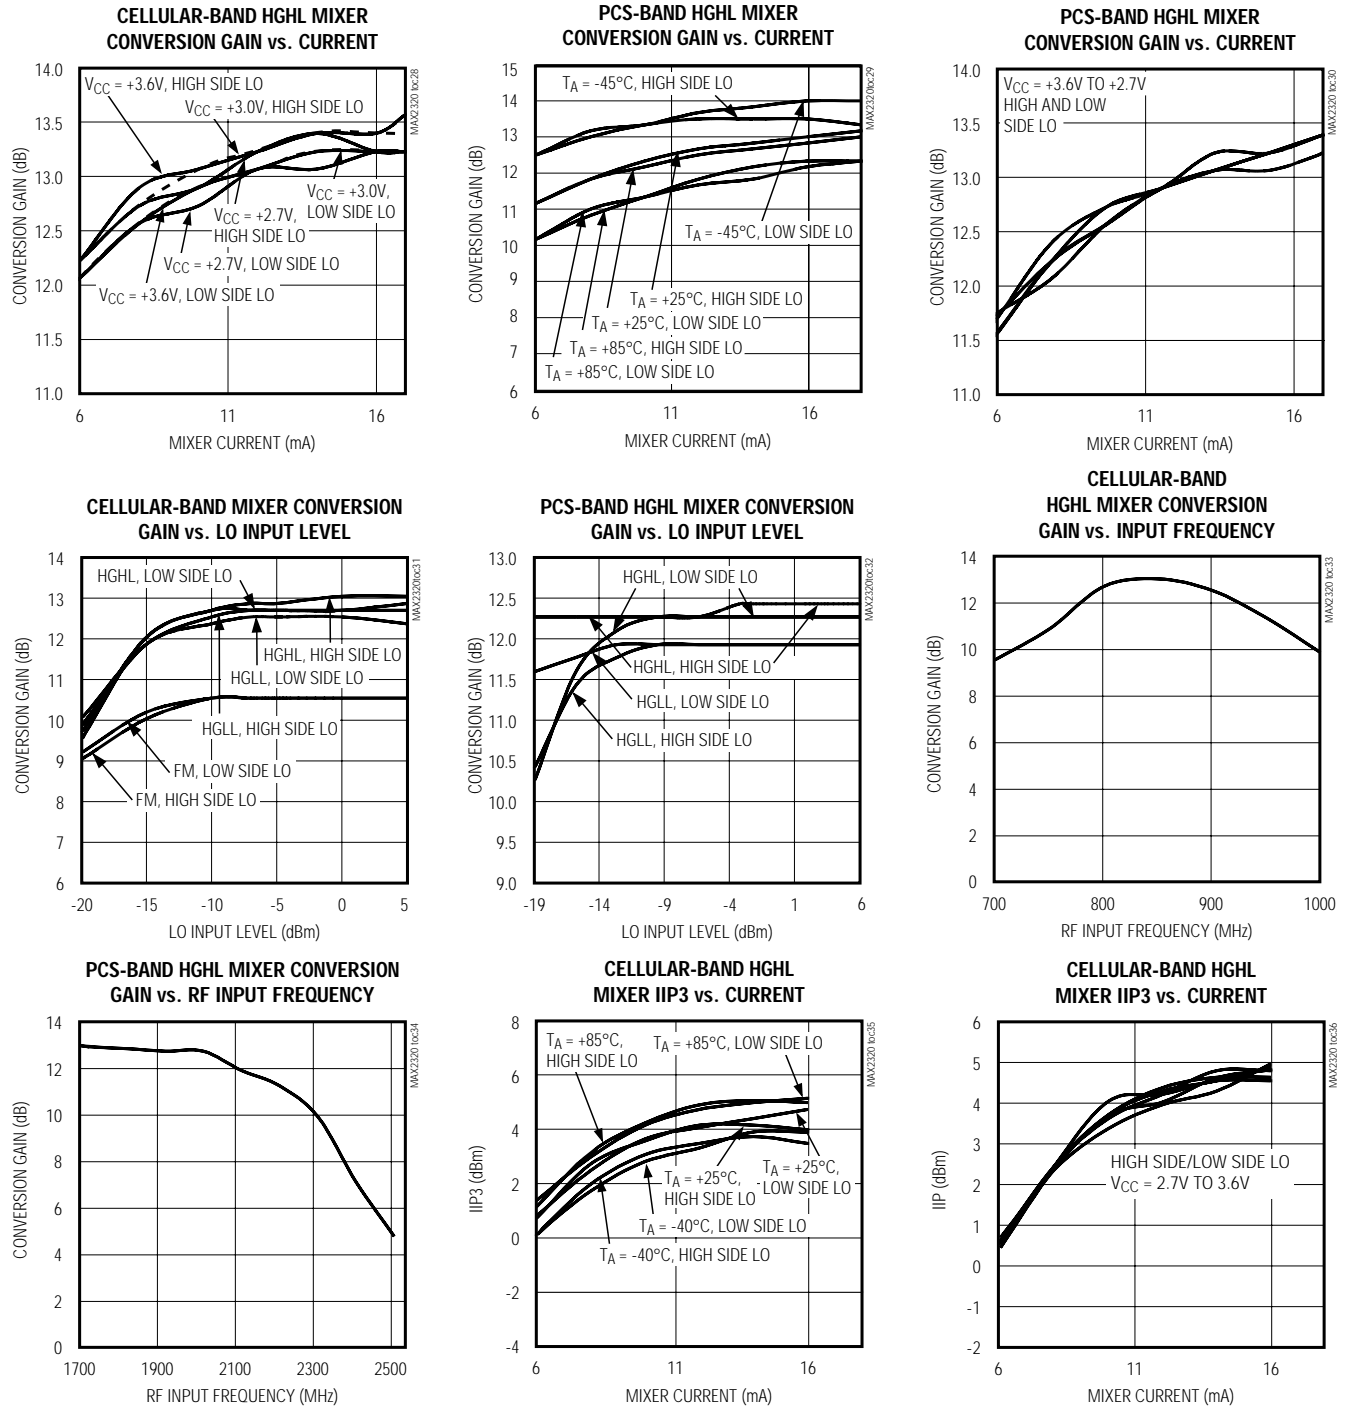 CELLULAR-BAND HGHL MIXER
CONVERSION GAIN vs. CURRENT
MAX2320 toc28
CONVERSION GAIN (dB)
14.0
13.5
13.0
12.5
12.0
11.5
11.0
VCC = +3.6V, HIGH SIDE LO
VCC = +3.0V, HIGH SIDE LO
VCC = +3.0V,
LOW SIDE LO
VCC = +2.7V,
HIGH SIDE LO
VCC = +2.7V, LOW SIDE LO
VCC = +3.6V, LOW SIDE LO
6 11 16
MIXER CURRENT (mA)
PCS-BAND HGHL MIXER
CONVERSION GAIN vs. CURRENT
MAX2320toc29
CONVERSION GAIN (dB)
15
14
13
12
11
10
9
8
7
6
TA = -45°C, HIGH SIDE LO
TA = -45°C, LOW SIDE LO
TA = +25°C, HIGH SIDE LO
TA = +25°C, LOW SIDE LO
TA = +85°C, HIGH SIDE LO
TA = +85°C, LOW SIDE LO
6 11 16
MIXER CURRENT (mA)
PCS-BAND HGHL MIXER
CONVERSION GAIN vs. CURRENT
MAX2320 toc30
CONVERSION GAIN (dB)
14.0
13.5
13.0
12.5
12.0
11.5
11.0
VCC = +3.6V TO +2.7V
HIGH AND LOW
SIDE LO
6 11 16
MIXER CURRENT (mA)
CELLULAR-BAND MIXER CONVERSION
GAIN vs. LO INPUT LEVEL
MAX2320toc31
CONVERSION GAIN (dB)
14
13
12
11
10
9
8
7
6
HGHL, LOW SIDE LO
HGHL, HIGH SIDE LO
HGLL, LOW SIDE LO
HGLL, HIGH SIDE LO
FM, LOW SIDE LO
FM, HIGH SIDE LO
-20 -15 -10 -5 0 5
LO INPUT LEVEL (dBm)
PCS-BAND HGHL MIXER CONVERSION
GAIN vs. LO INPUT LEVEL
MAX2320toc32
CONVERSION GAIN (dB)
13.0
12.5
12.0
11.5
11.0
10.5
10.0
9.5
9.0
HGHL, LOW SIDE LO
HGHL, HIGH SIDE LO
HGLL, LOW SIDE LO
HGLL, HIGH SIDE LO
-19 -14 -9 -4 1 6
LO INPUT LEVEL (dBm)
CELLULAR-BAND
HGHL MIXER CONVERSION
GAIN vs. INPUT FREQUENCY
MAX2320 toc33
CONVERSION GAIN (dB)
14
12
10
8
6
4
2
0
700 800 900 1000
RF INPUT FREQUENCY (MHz)
PCS-BAND HGHL MIXER CONVERSION
GAIN vs. RF INPUT FREQUENCY
MAX2320 toc34
CONVERSION GAIN (dB)
14
12
10
8
6
4
2
0
1700 1900 2100 2300 2500
RF INPUT FREQUENCY (MHz)
CELLULAR-BAND HGHL
MIXER IIP3 vs. CURRENT
MAX2320 toc35
IIP3 (dBm)
8
6
4
2
0
-2
-4
TA = +85°C,
HIGH SIDE LO
TA = +85°C, LOW SIDE LO
TA = +25°C,
LOW SIDE LO
TA = +25°C,
HIGH SIDE LO
TA = -40°C, LOW SIDE LO
TA = -40°C, HIGH SIDE LO
6 11 16
MIXER CURRENT (mA)
CELLULAR-BAND HGHL
MIXER IIP3 vs. CURRENT
MAX2320 toc36
IIP (dBm)
6
5
4
3
2
1
0
-1
-2
HIGH SIDE/LOW SIDE LO
VCC = 2.7V TO 3.6V
6 11 16
MIXER CURRENT (mA)